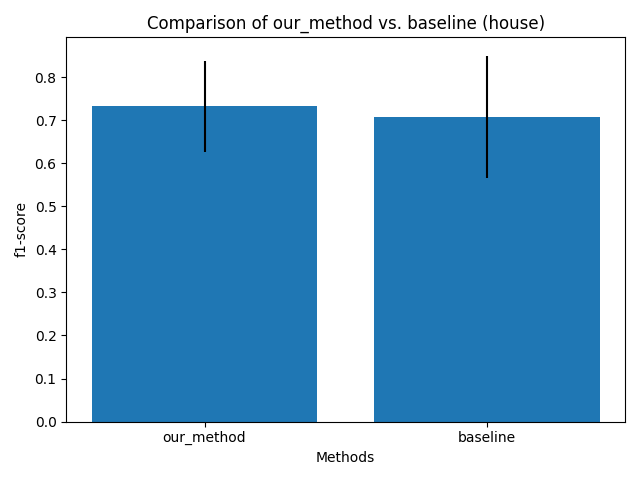 Comparison of our_method vs. baseline (house)
0.8
0.7
0.6
0.5
0.4
0.3
0.2
0.1
0.0
f1-score
our_method baseline
Methods